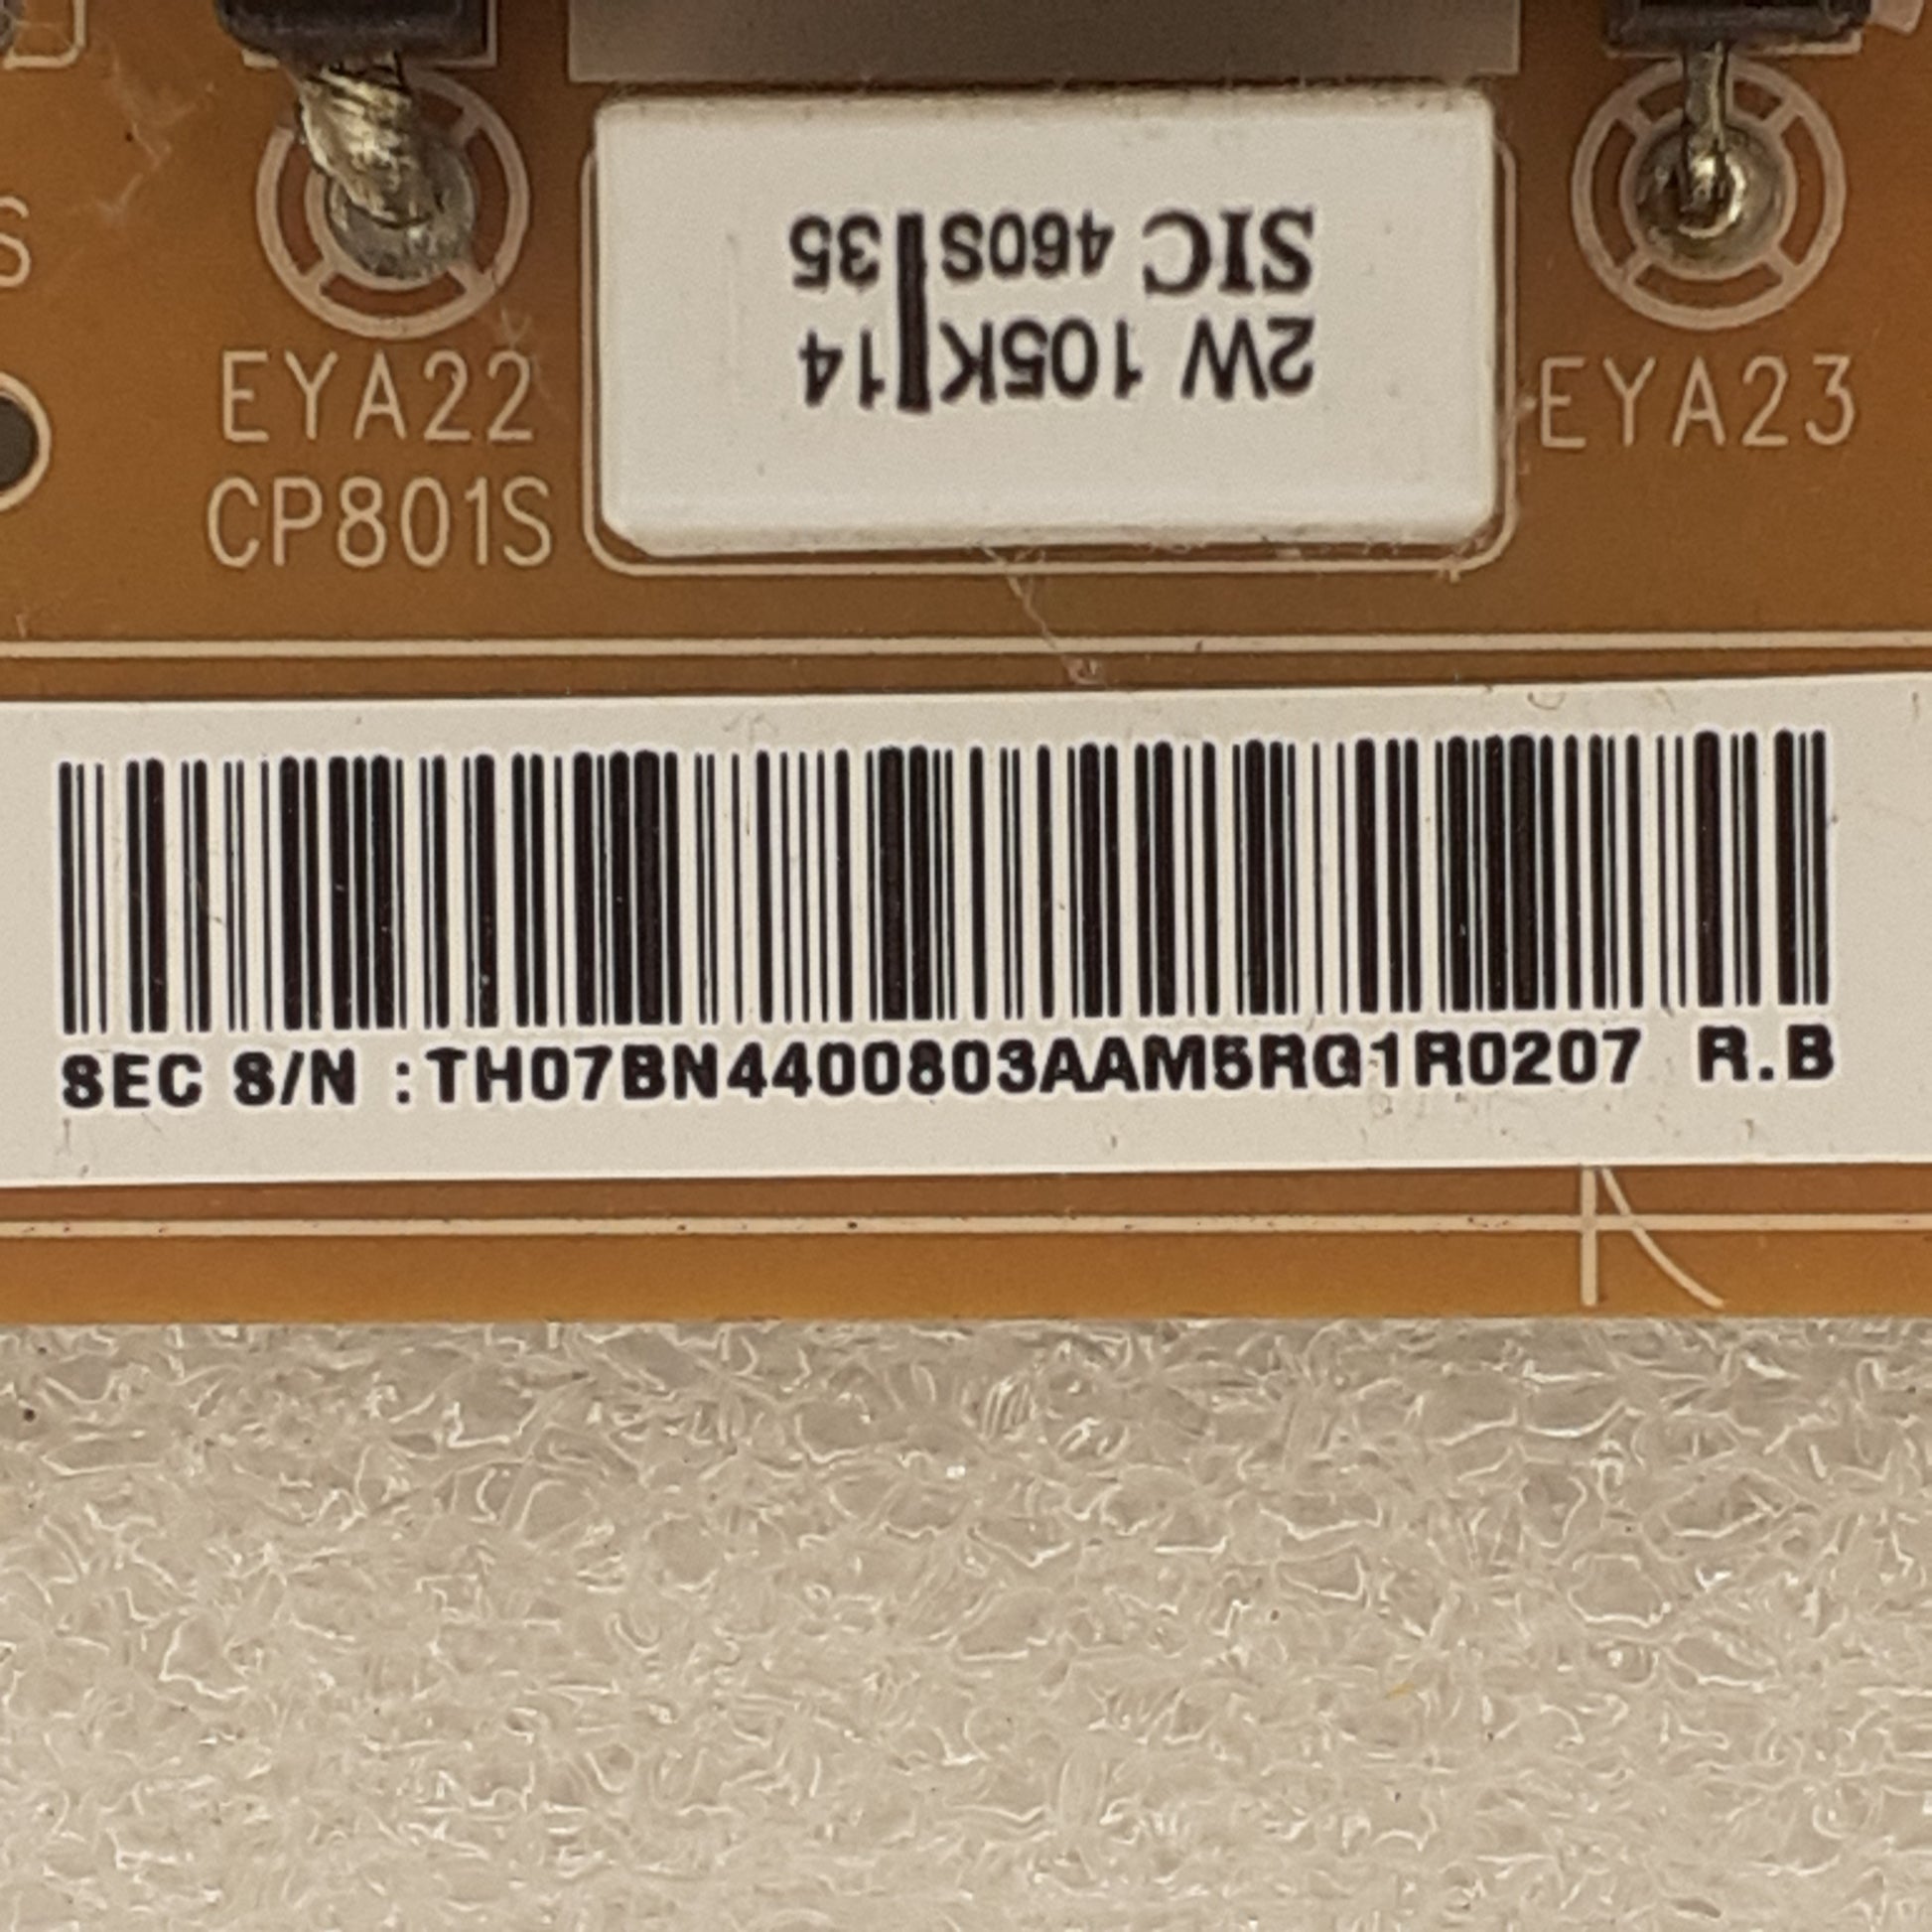 EYA22
CP801S
2W 105K 14
SIC 460S 35
EYA23
SEC S/N :TH07BN4400803AAM5RG1R0207 R.B